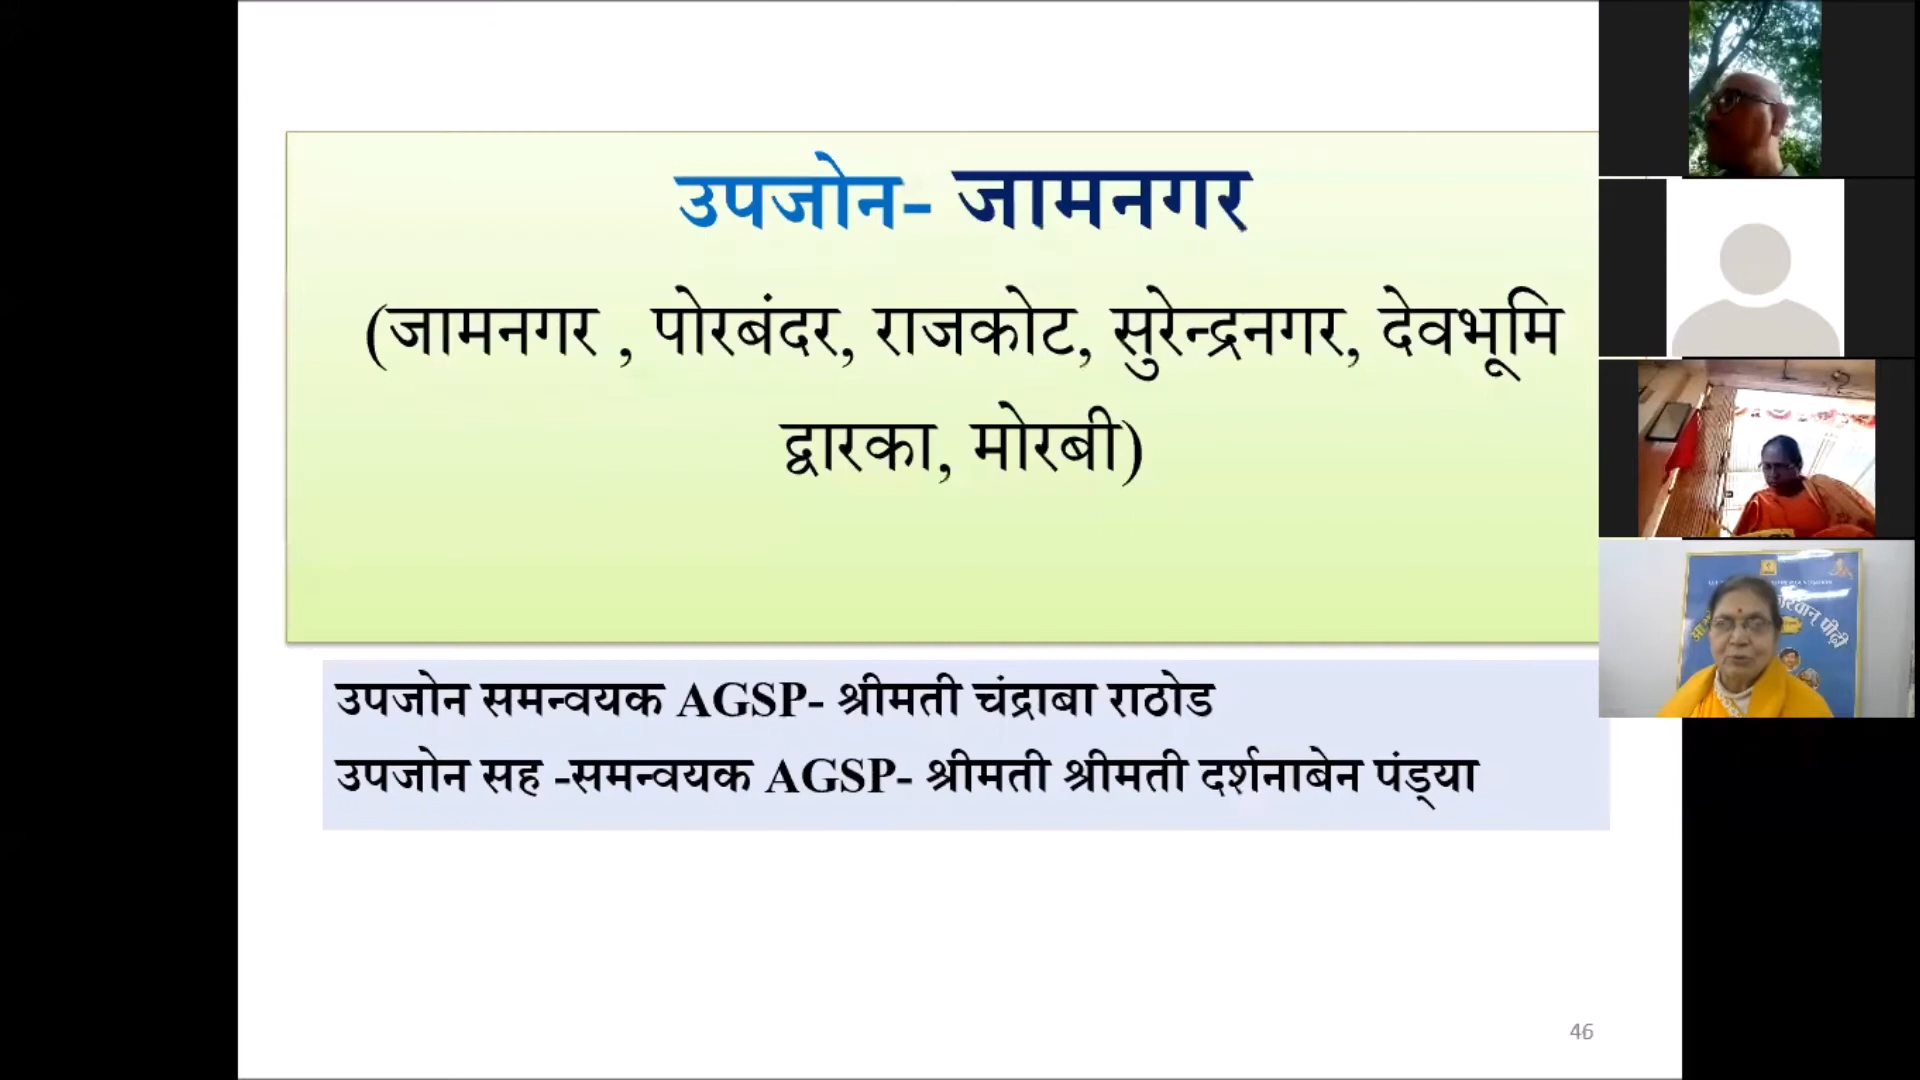 उपजोन- जामनगर
(जामनगर , पोरबंदर, राजकोट, सुरेन्द्रनगर, देवभूमि
द्वारका, मोरबी)
उपजोन समन्वयक AGSP- श्रीमती चंद्राबा राठोड
उपजोन सह -समन्वयक AGSP- श्रीमती श्रीमती दर्शनाबेन पंड्या
46
पीढ़ी